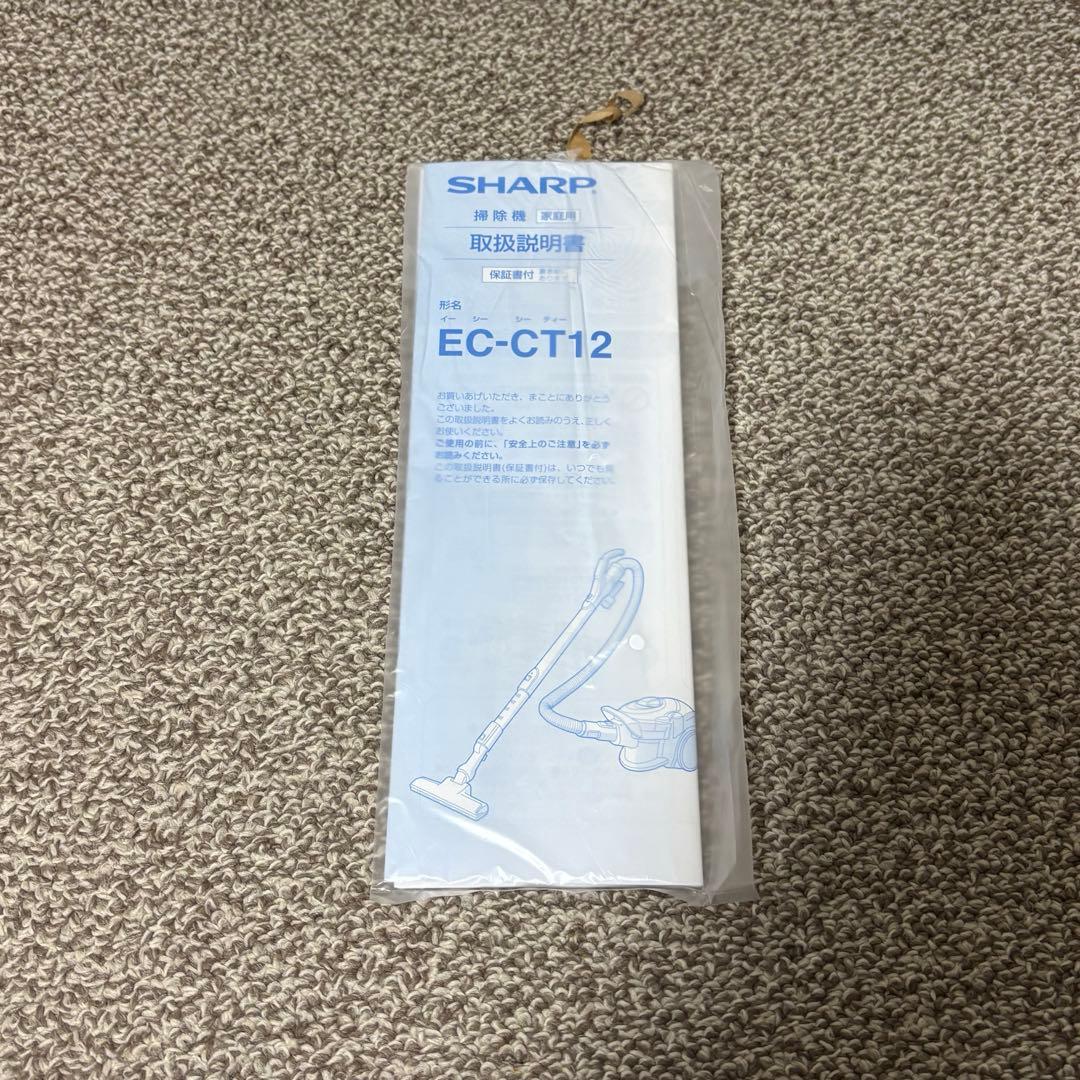 SHARP
掃除機 家庭用
取扱説明書
保証書付
形名
イー シー シー ティー
EC-CT12
お買いあげいただき、まことにありがとう
ございました。
この取扱説明書をよくお読みのうえ、正しく
お使いください。
ご使用の前に、「安全上のご注意」を必ず
お読みください。
この取扱説明書(保証書付)は、いつでも見
ることができる所に必ず保存してください。